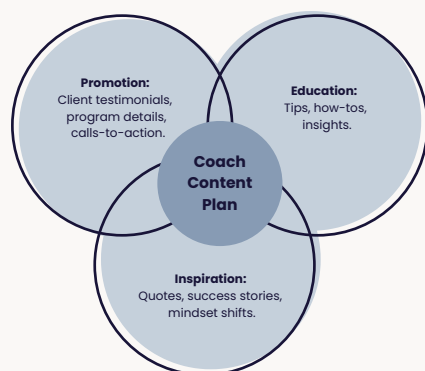 Promotion:
Client testimonials,
program details,
calls-to-action.
Education:
Tips, how-tos,
insights.
Coach
Content
Plan
Inspiration:
Quotes, success stories,
mindset shifts.